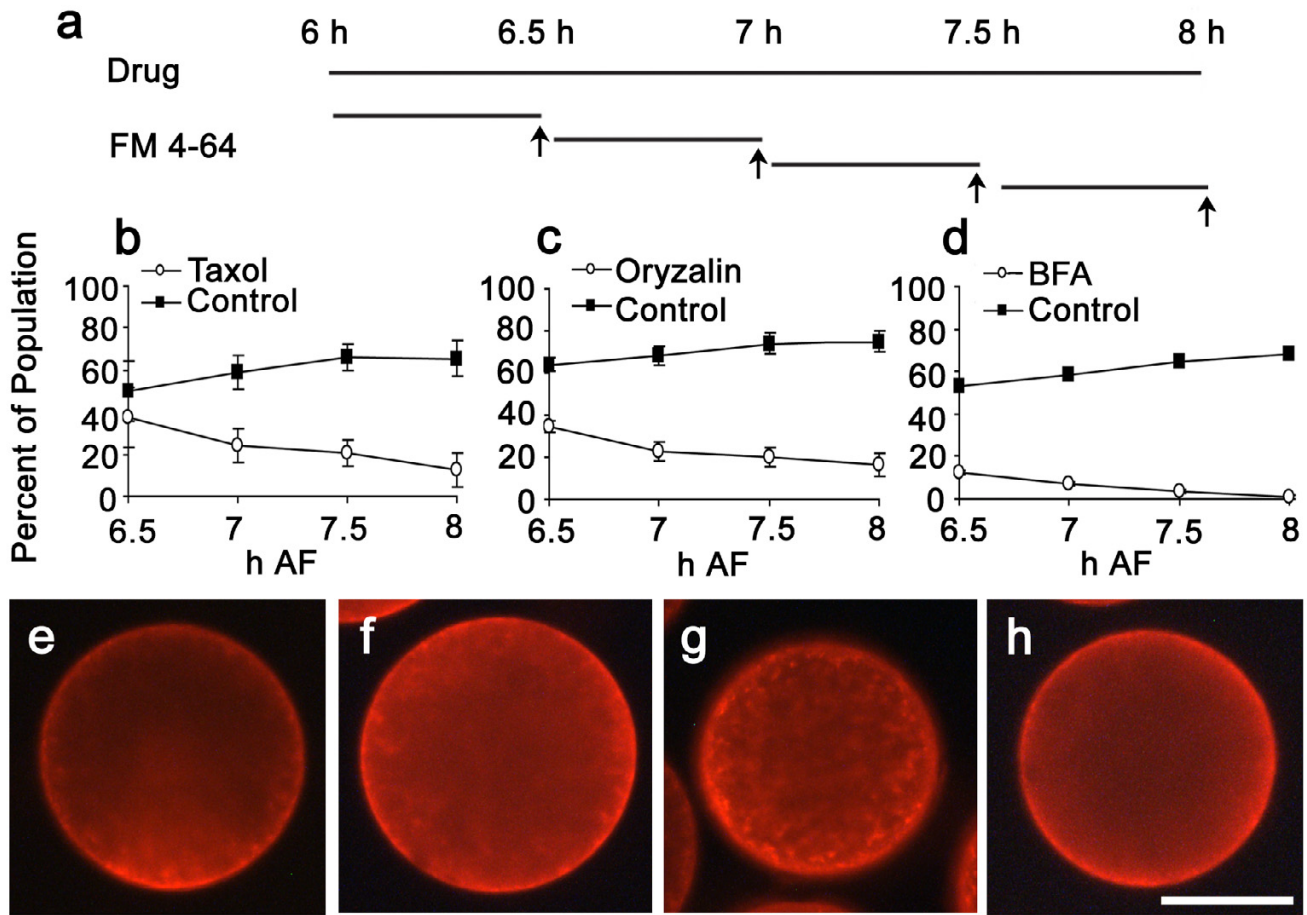 a
6 h 6.5 h 7 h 7.5 h 8 h
Drug
FM 4-64
Percent of Population
b
Taxol
Control
100
80
60
40
20
0
6.5 7 7.5 8
h AF
c
Oryzalin
Control
100
80
60
40
20
0
6.5 7 7.5 8
h AF
d
BFA
Control
100
80
60
40
20
0
6.5 7 7.5 8
h AF
e f g h